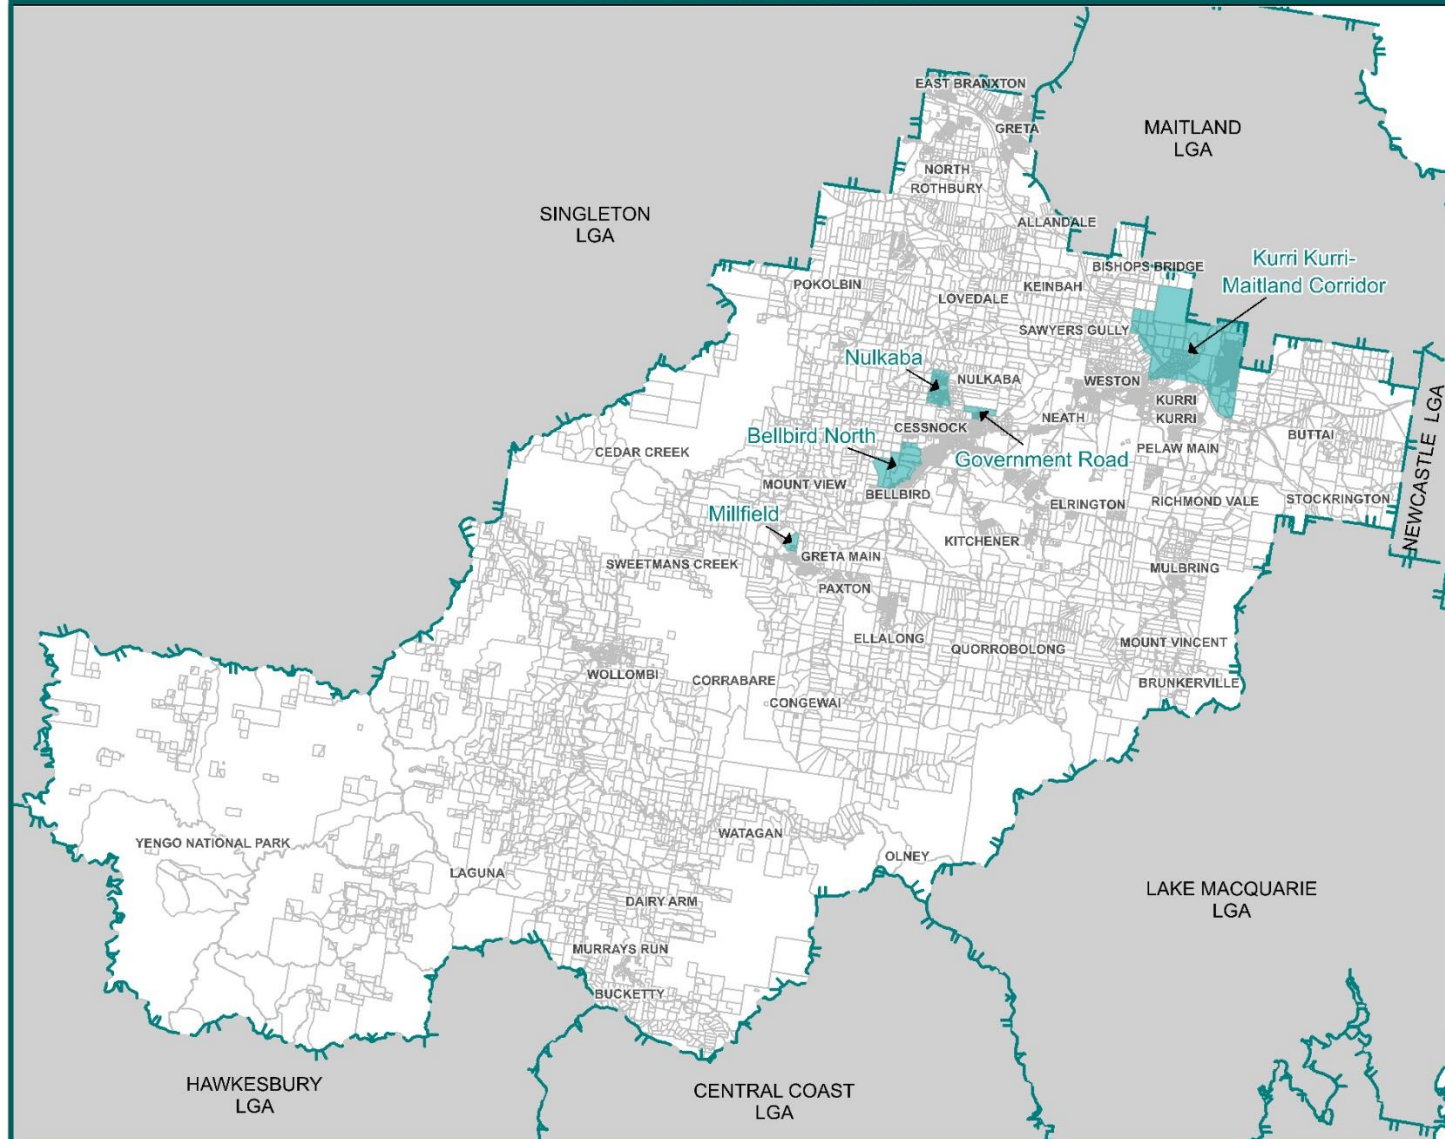 EAST BRANXTON
GRETA
MAITLAND
LGA
NORTH
ROTHBURY
SINGLETON
LGA
ALLANDALE
BISHOPS BRIDGE
Kurri Kurri-
Maitland Corridor
POKOLBIN
KEINBAH
LOVEDALE
SAWYERS GULLY
Nulkaba
NULKABA
WESTON
KURRI
KURRI
NEATH
CESSNOCK
Bellbird North
Government Road
BUTTAI
PELAW MAIN
CEDAR CREEK
MOUNT VIEW
BELLBIRD
NEWCASTLE LGA
STOCKRINGTON
RICHMOND VALE
ELRINGTON
Millfield
KITCHENER
GRETA MAIN
SWEETMANS CREEK
MULBRING
PAXTON
ELLALONG
MOUNT VINCENT
QUORROBOLONG
WOLLOMBI
CORRABARE
BRUNKERVILLE
CONGEWAI
WATAGAN
YENGO NATIONAL PARK
OLNEY
LAGUNA
LAKE MACQUARIE
LGA
DAIRY ARM
MURRAYS RUN
BUCKETTY
HAWKESBURY
LGA
CENTRAL COAST
LGA